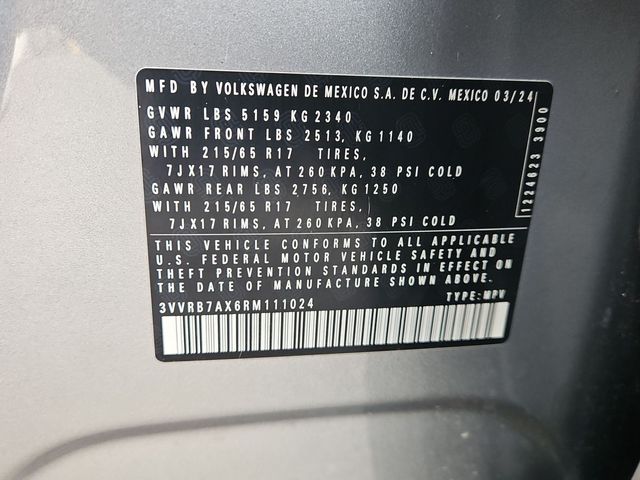 MFD BY VOLKSWAGEN DE MEXICO S.A. DE C.V. MEXICO 03/24
GVWR LBS 5159 KG 2340
GAWR FRONT LBS 2513, KG 1140
WITH 215/65 R17 TIRES,
7JX17 RIMS, AT 260 KPA, 38 PSI COLD
GAWR REAR LBS 2756, KG 1250
WITH 215/65 R17 TIRES,
7JX17 RIMS, AT 260 KPA, 38 PSI COLD
1224623 3900
THIS VEHICLE CONFORMS TO ALL APPLICABLE
U.S. FEDERAL MOTOR VEHICLE SAFETY AND
THEFT PREVENTION STANDARDS IN EFFECT ON
THE DATE OF MANUFACTURE SHOWN ABOVE.
3VVRB7AX6RM111024 TYPE: MPV